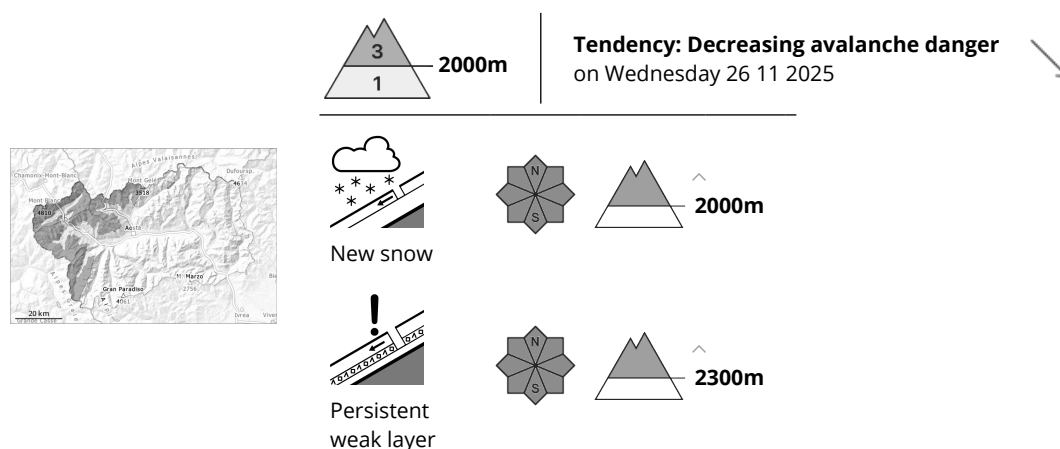 3
2000m
1
Tendency: Decreasing avalanche danger
on Wednesday 26 11 2025
Alpes Valaisannes
Chamonix-Mont-Blanc
Mont Gelé
3518
Dufoursp.
4634
Mont Blanc
4810
Aosta
Gran Paradiso
4061
M. Marzo
2756
Ivrea
20 km
Grande Casse
N
S
2000m
New snow
N
S
2300m
Persistent
weak layer